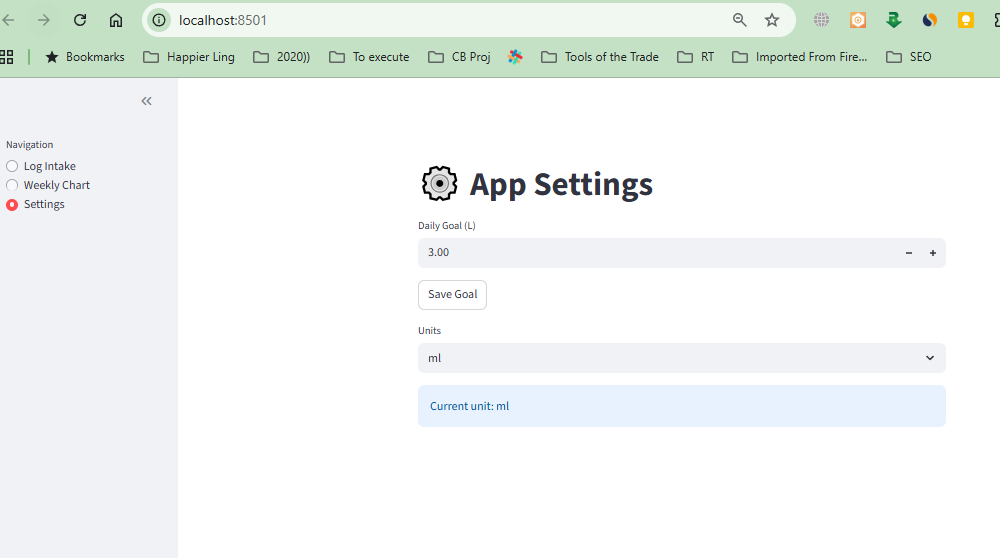 localhost:8501
Bookmarks Happier Ling 2020)) To execute CB Proj Tools of the Trade RT Imported From Fire... SEO
Navigation
Log Intake
Weekly Chart
Settings
App Settings
Daily Goal (L)
3.00
Save Goal
Units
ml
Current unit: ml